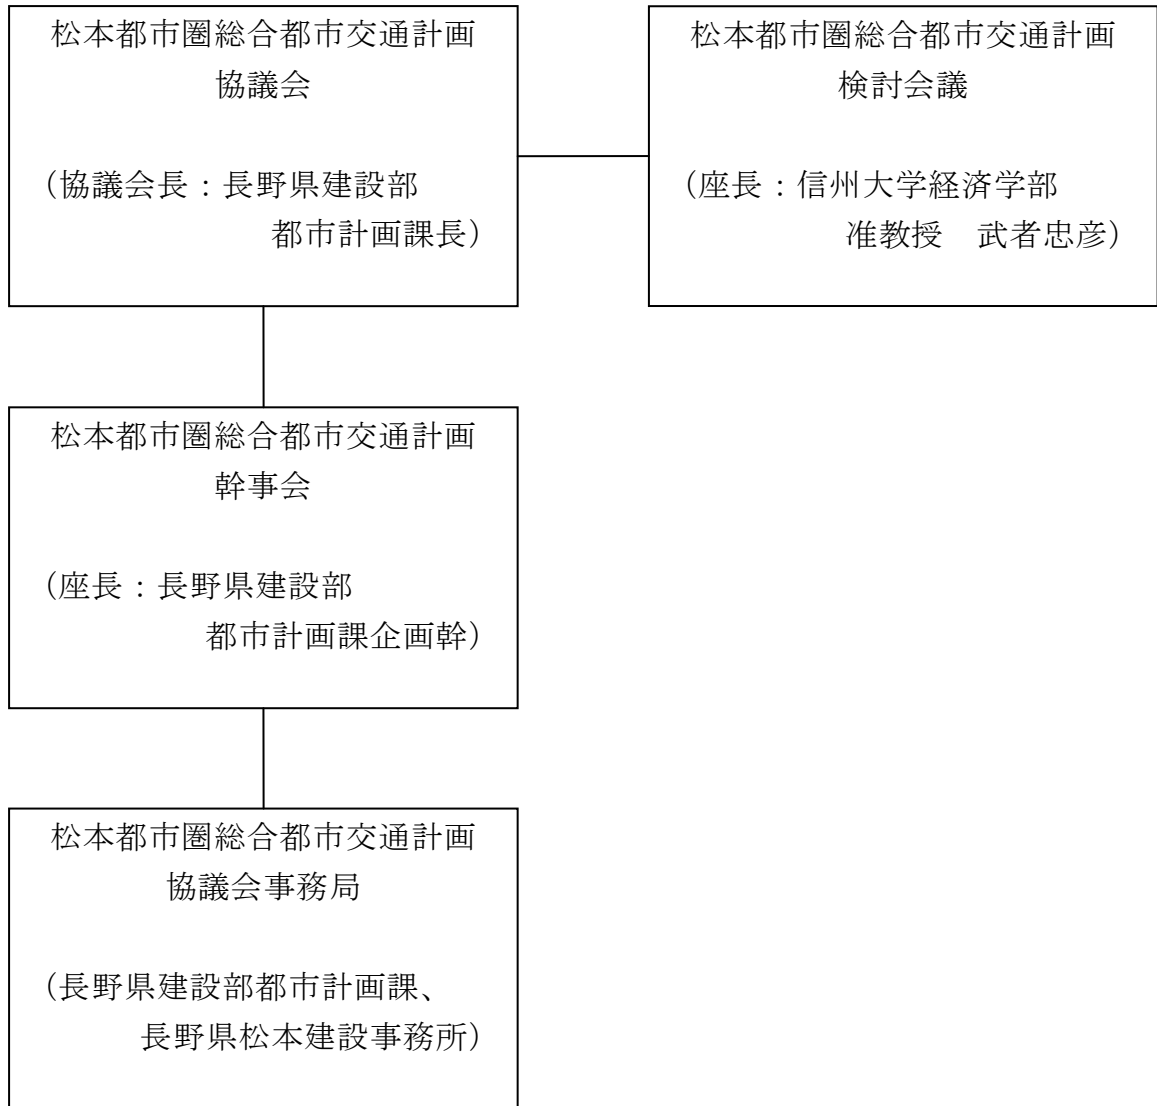 松本都市圏総合都市交通計画
協議会
（協議会長：長野県建設部
都市計画課長）
松本都市圏総合都市交通計画
検討会議
（座長：信州大学経済学部
准教授　武者忠彦）
松本都市圏総合都市交通計画
幹事会
（座長：長野県建設部
都市計画課企画幹）
松本都市圏総合都市交通計画
協議会事務局
（長野県建設部都市計画課、
長野県松本建設事務所）